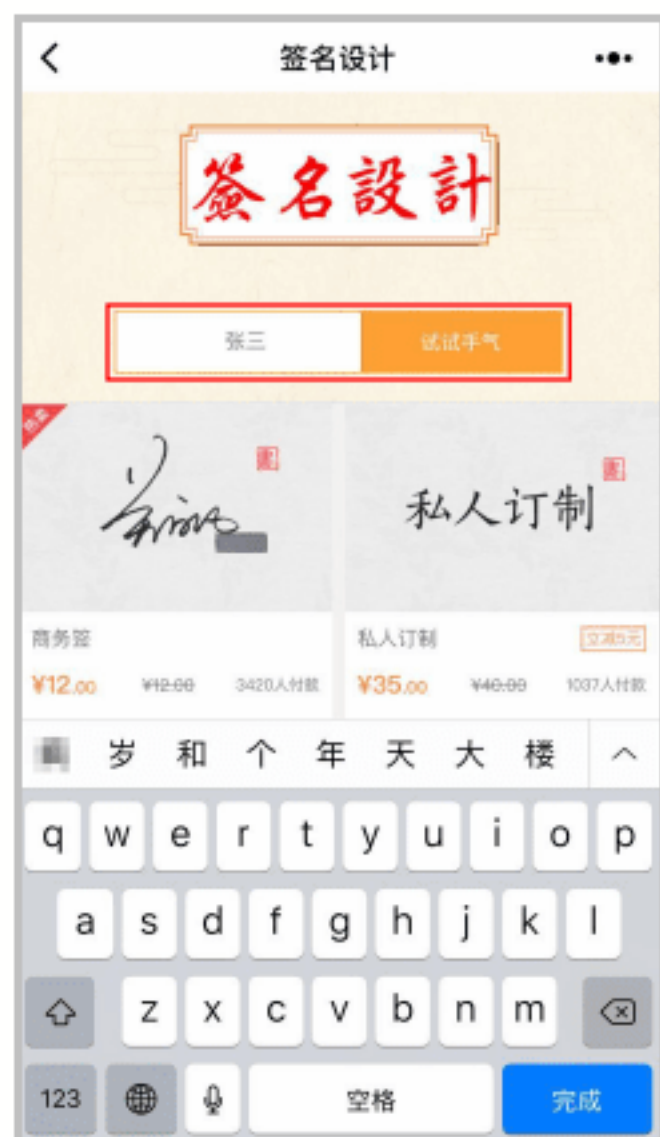 签名设计
簽名設計
张三 试试手气
热卖
私人订制
商务签 私人订制 立减5元
¥12.00 ¥12.00 3420人付款 ¥35.00 ¥40.00 1037人付款
岁 和 个 年 天 大 楼
q w e r t y u i o p
a s d f g h j k l
z x c v b n m
123 空格 完成